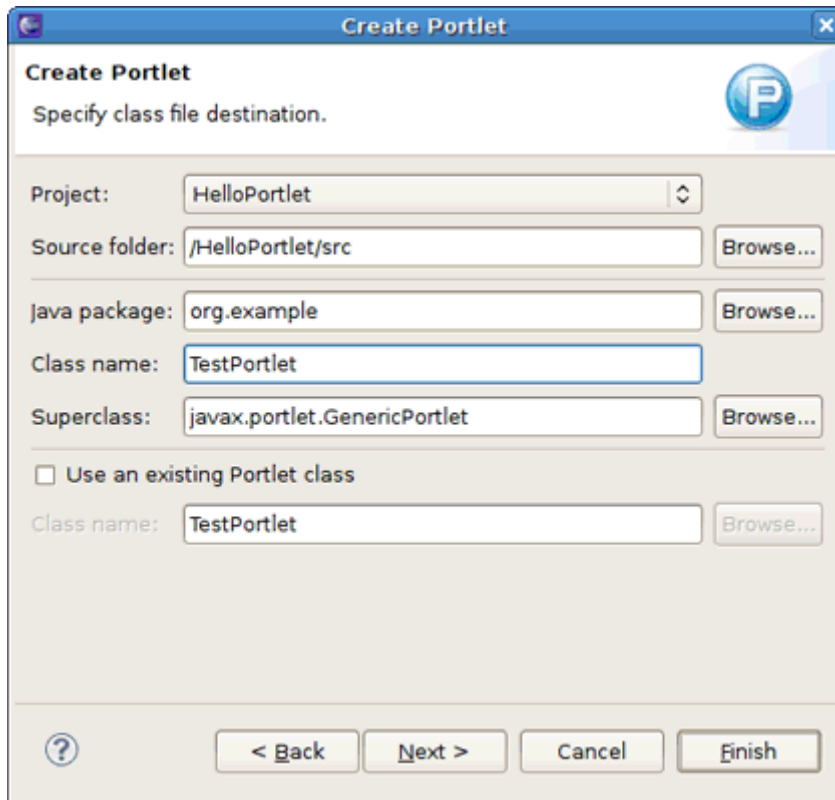 Create Portlet
Create Portlet
Specify class file destination.
Project: HelloPortlet
Source folder: /HelloPortlet/src Browse...
Java package: org.example Browse...
Class name: TestPortlet
Superclass: javax.portlet.GenericPortlet Browse...
Use an existing Portlet class
Class name: TestPortlet Browse...
? < Back Next > Cancel Finish